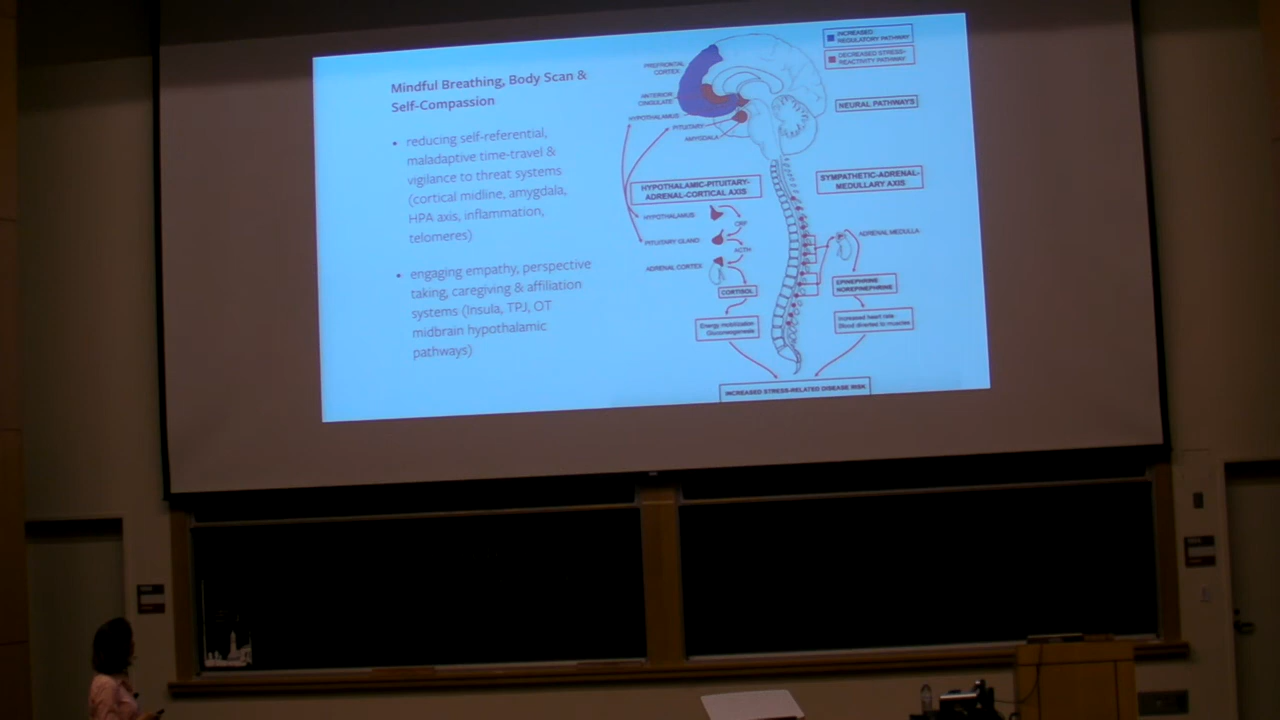 Mindful Breathing, Body Scan &
Self-Compassion
• reducing self-referential,
maladaptive time-travel &
vigilance to threat systems
(cortical midline, amygdala,
HPA axis, inflammation,
telomeres)
• engaging empathy, perspective
taking, caregiving & affiliation
systems (Insula, TPJ, OT
midbrain hypothalamic
pathways)
INCREASED
REGULATORY PATHWAY
DECREASED STRESS-
REACTIVITY PATHWAY
PREFRONTAL
CORTEX
ANTERIOR
CINGULATE
HYPOTHALAMUS
PITUITARY
AMYGDALA
NEURAL PATHWAYS
HYPOTHALAMIC-PITUITARY-
ADRENAL-CORTICAL AXIS
SYMPATHETIC-ADRENAL-
MEDULLARY AXIS
HYPOTHALAMUS
CRF
PITUITARY GLAND
ACTH
ADRENAL CORTEX
CORTISOL
Energy mobilization
Gluconeogenesis
ADRENAL MEDULLA
EPINEPHRINE
NOREPINEPHRINE
Increased heart rate
Blood diverted to muscles
INCREASED STRESS-RELATED DISEASE RISK